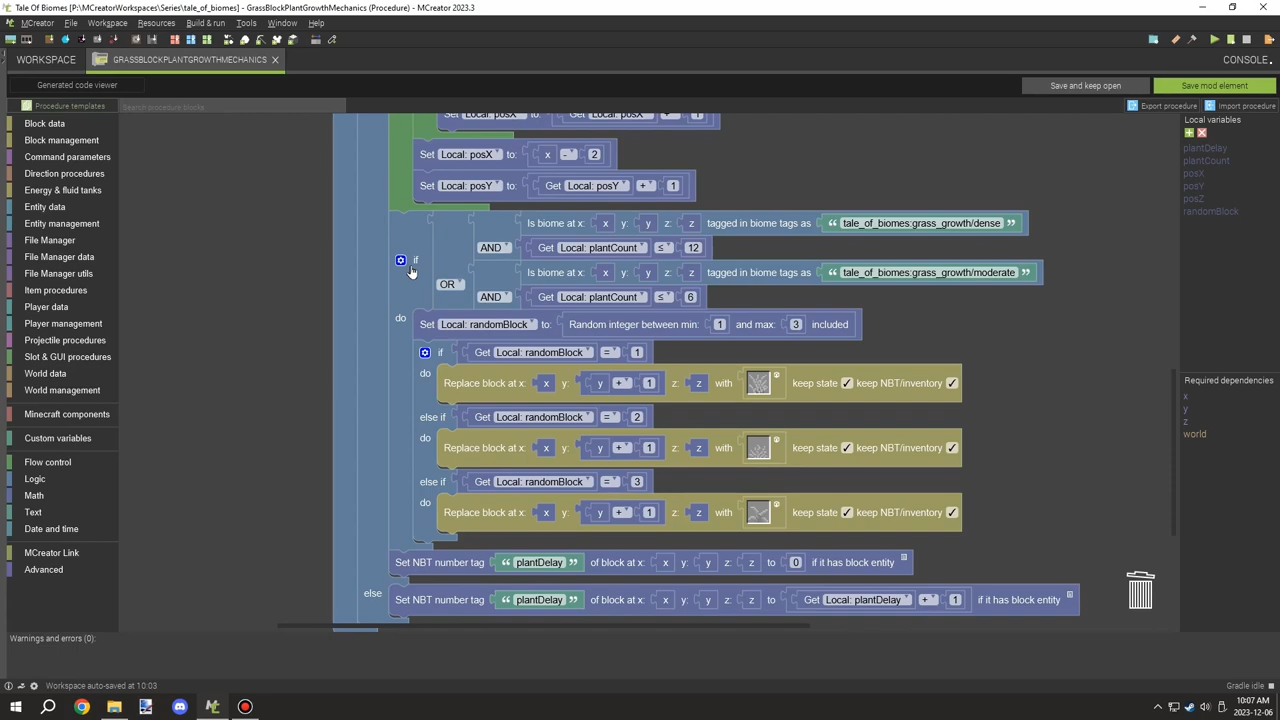 Tale Of Biomes [P:\MCreatorWorkspaces\Series\tale_of_biomes] - GrassBlockPlantGrowthMechanics (Procedure) - MCreator 2023.3
MCreator File Workspace Resources Build & run Tools Window Help
WORKSPACE GRASSBLOCKPLANTGROWTHMECHANICS CONSOLE
Generated code viewer Save and keep open Save mod element
Procedure templates Search procedure blocks Export procedure Import procedure
Block data
Block management
Command parameters
Direction procedures
Energy & fluid tanks
Entity data
Entity management
File Manager
File Manager data
File Manager utils
Item procedures
Player data
Player management
Projectile procedures
Slot & GUI procedures
World data
World management
Minecraft components
Custom variables
Flow control
Logic
Math
Text
Date and time
MCreator Link
Advanced
Set Local: posX to: Get Local: posX + 1
Set Local: posX to: x - 2
Set Local: posY to: Get Local: posY + 1
Is biome at x: x y: y z: z tagged in biome tags as “ tale_of_biomes:grass_growth/dense ”
AND Get Local: plantCount ≤ 12
if
Is biome at x: x y: y z: z tagged in biome tags as “ tale_of_biomes:grass_growth/moderate ”
OR
AND Get Local: plantCount ≤ 6
do Set Local: randomBlock to: Random integer between min: 1 and max: 3 included
if Get Local: randomBlock = 1
do Replace block at x: x y: y + 1 z: z with keep state ✓ keep NBT/inventory ✓
else if Get Local: randomBlock = 2
do Replace block at x: x y: y + 1 z: z with keep state ✓ keep NBT/inventory ✓
else if Get Local: randomBlock = 3
do Replace block at x: x y: y + 1 z: z with keep state ✓ keep NBT/inventory ✓
Set NBT number tag “ plantDelay ” of block at x: x y: y z: z to 0 if it has block entity
else Set NBT number tag “ plantDelay ” of block at x: x y: y z: z to Get Local: plantDelay + 1 if it has block entity
Local variables
plantDelay
plantCount
posX
posY
posZ
randomBlock
Required dependencies
x
y
z
world
Warnings and errors (0):
Workspace auto-saved at 10:03 Gradle idle
10:07 AM
2023-12-06